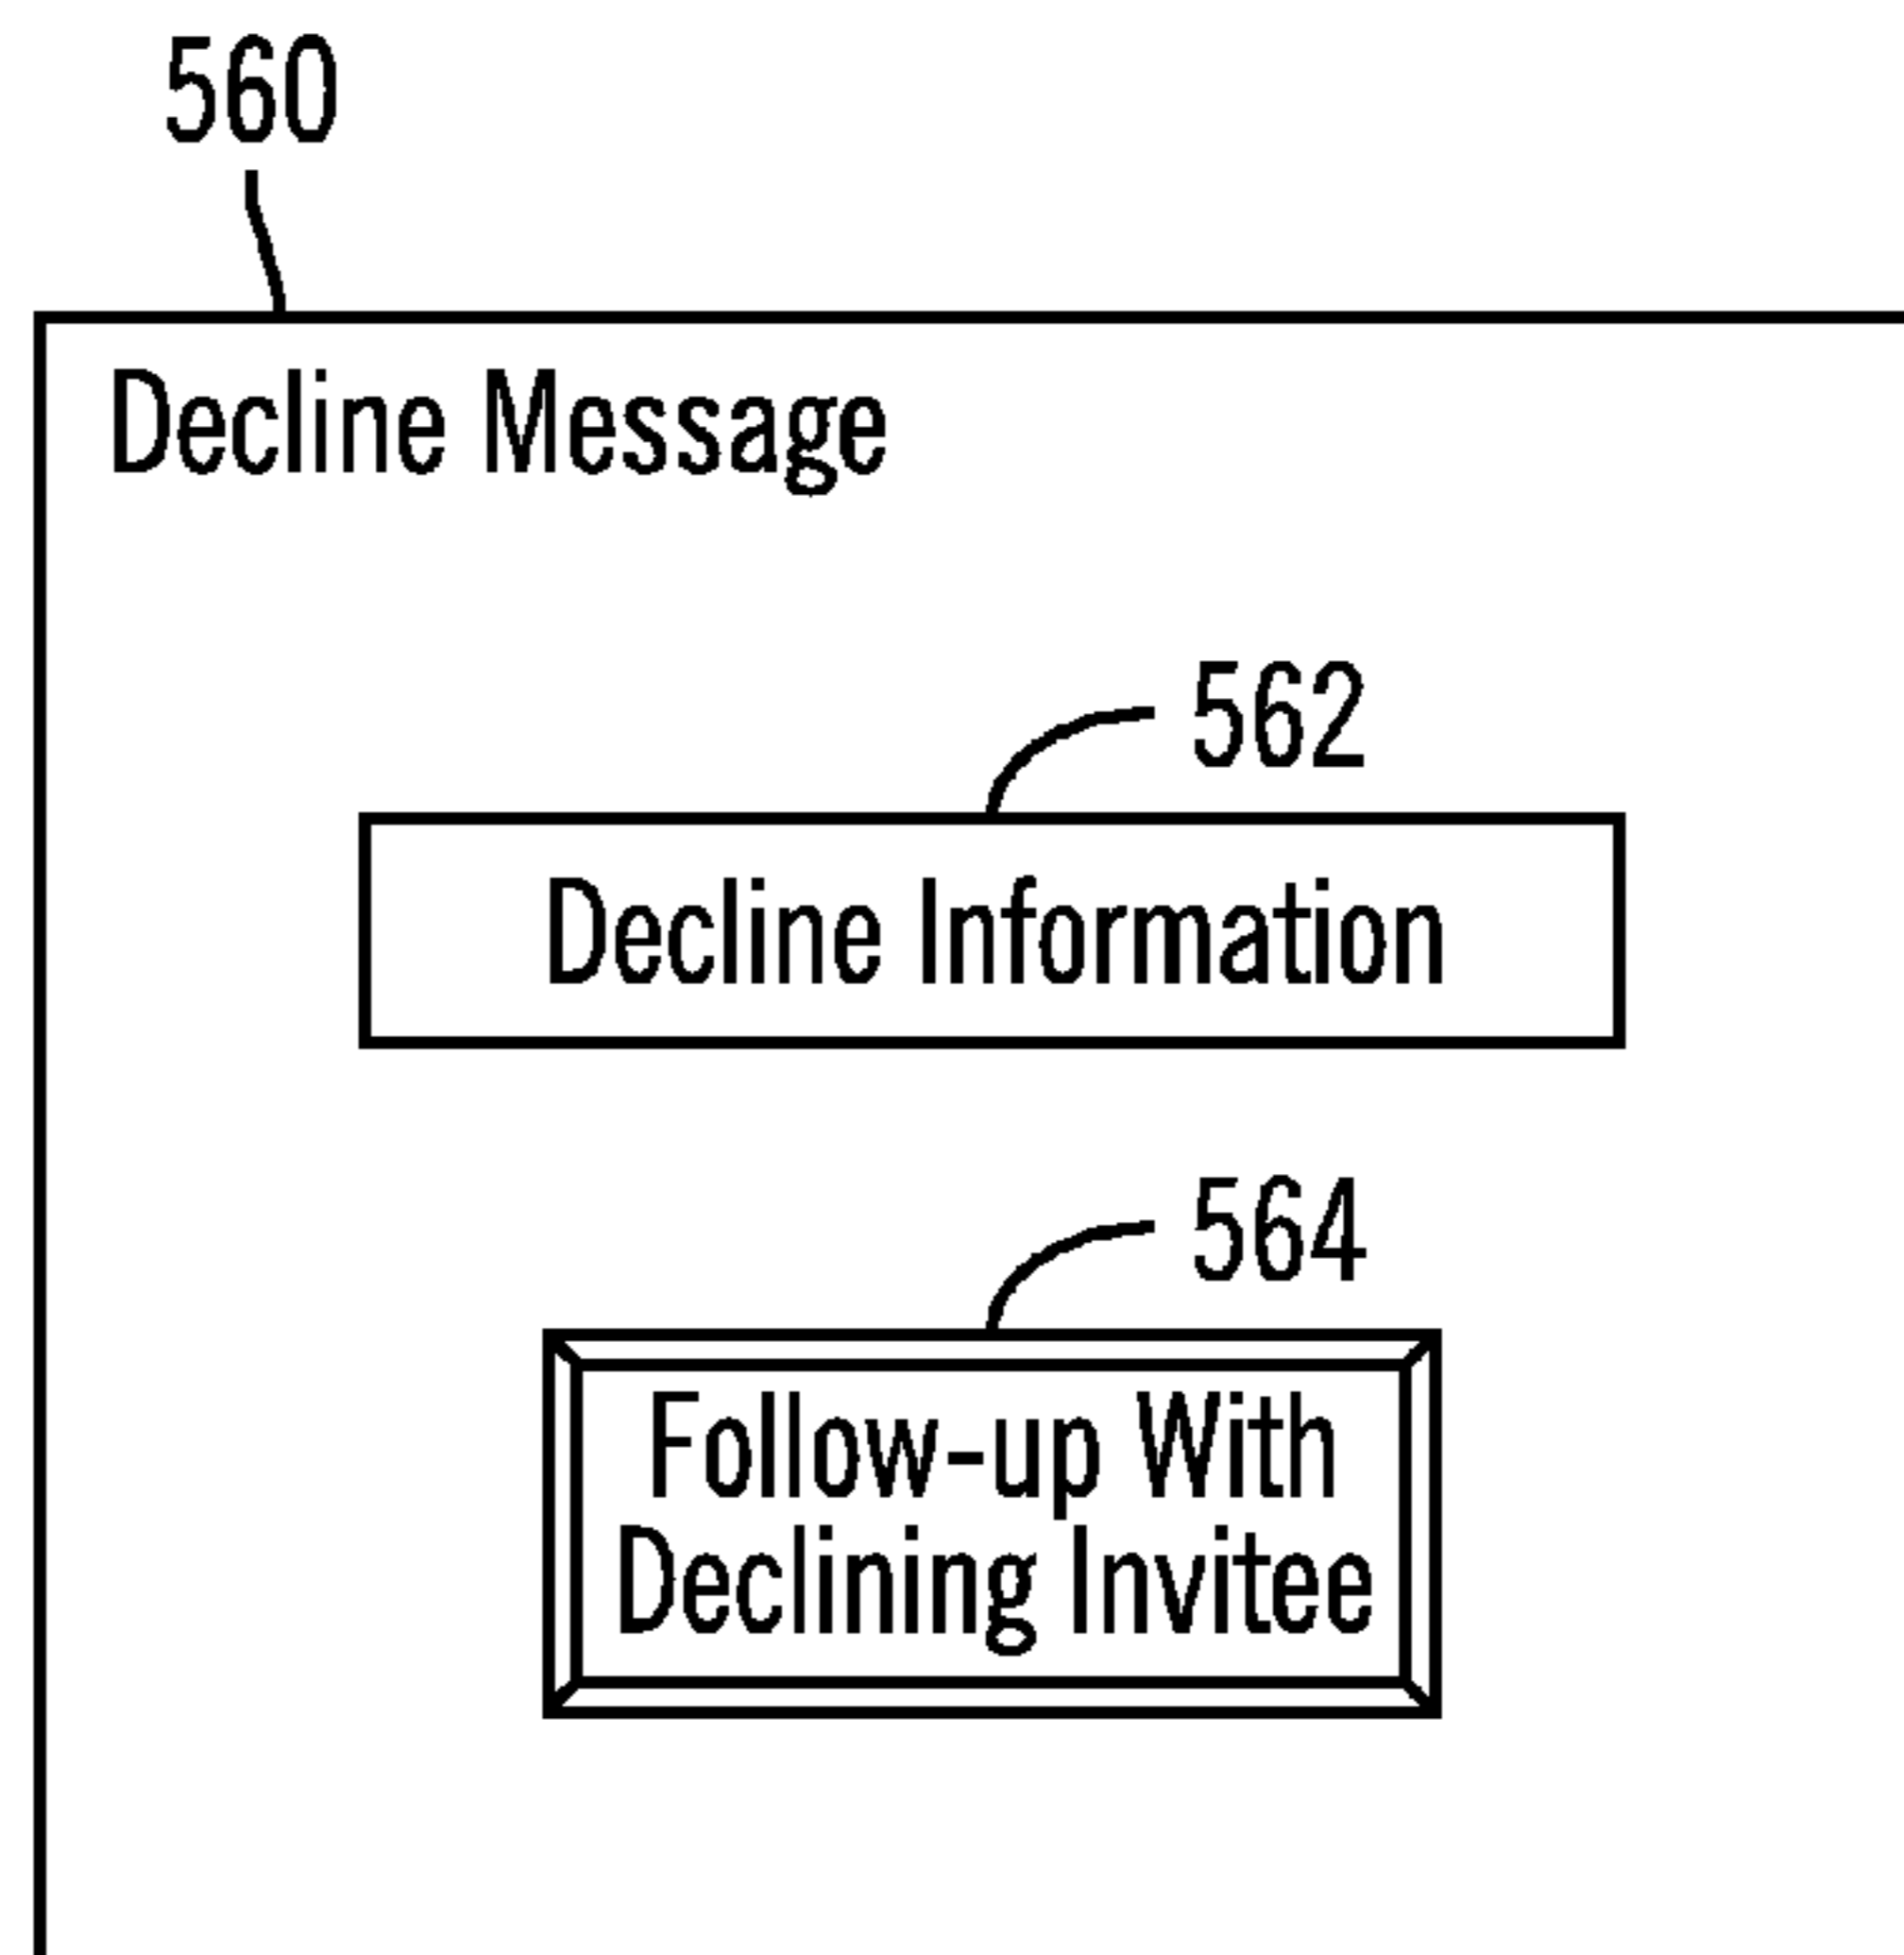 560
Decline Message
562
Decline Information
564
Follow-up With
Declining Invitee